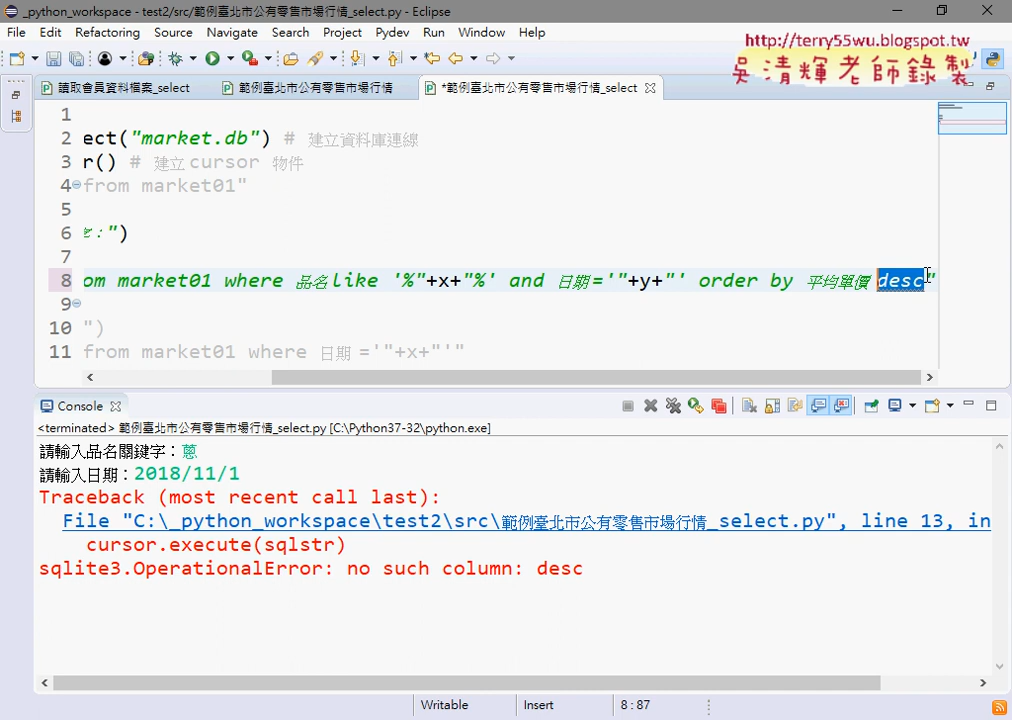 _python_workspace - test2/src/範例臺北市公有零售市場行情_select.py - Eclipse
File Edit Refactoring Source Navigate Search Project Pydev Run Window Help
http://terry55wu.blogspot.tw
吳清輝老師錄製
讀取會員資料檔案_select
範例臺北市公有零售市場行情
*範例臺北市公有零售市場行情_select
1
2 ect("market.db") # 建立資料庫連線
3 r() # 建立cursor 物件
4 from market01"
5
6 :")
7
8 om market01 where 品名like '%"+x+"%' and 日期='"+y+"' order by 平均單價 desc"
9
10 ")
11 from market01 where 日期 ='"+x+"'"
Console
<terminated> 範例臺北市公有零售市場行情_select.py [C:\Python37-32\python.exe]
請輸入品名關鍵字：蔥
請輸入日期：2018/11/1
Traceback (most recent call last):
File "C:\_python_workspace\test2\src\範例臺北市公有零售市場行情_select.py", line 13, in
cursor.execute(sqlstr)
sqlite3.OperationalError: no such column: desc
Writable Insert 8 : 87